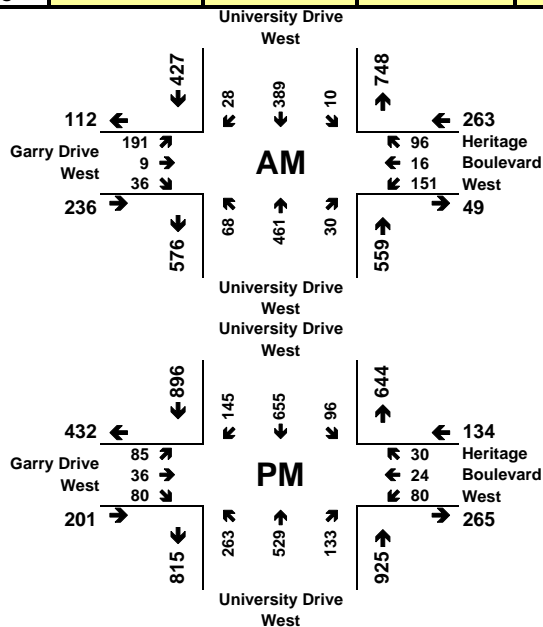 University Drive
West
427
748
28
389
10
112
263
Garry Drive
West
191
9
36
AM
96
16
151
Heritage
Boulevard
West
236
49
68
461
30
576
559
University Drive
West
University Drive
West
896
644
145
655
96
432
134
Garry Drive
West
85
36
80
PM
30
24
80
Heritage
Boulevard
West
201
265
263
529
133
815
925
University Drive
West